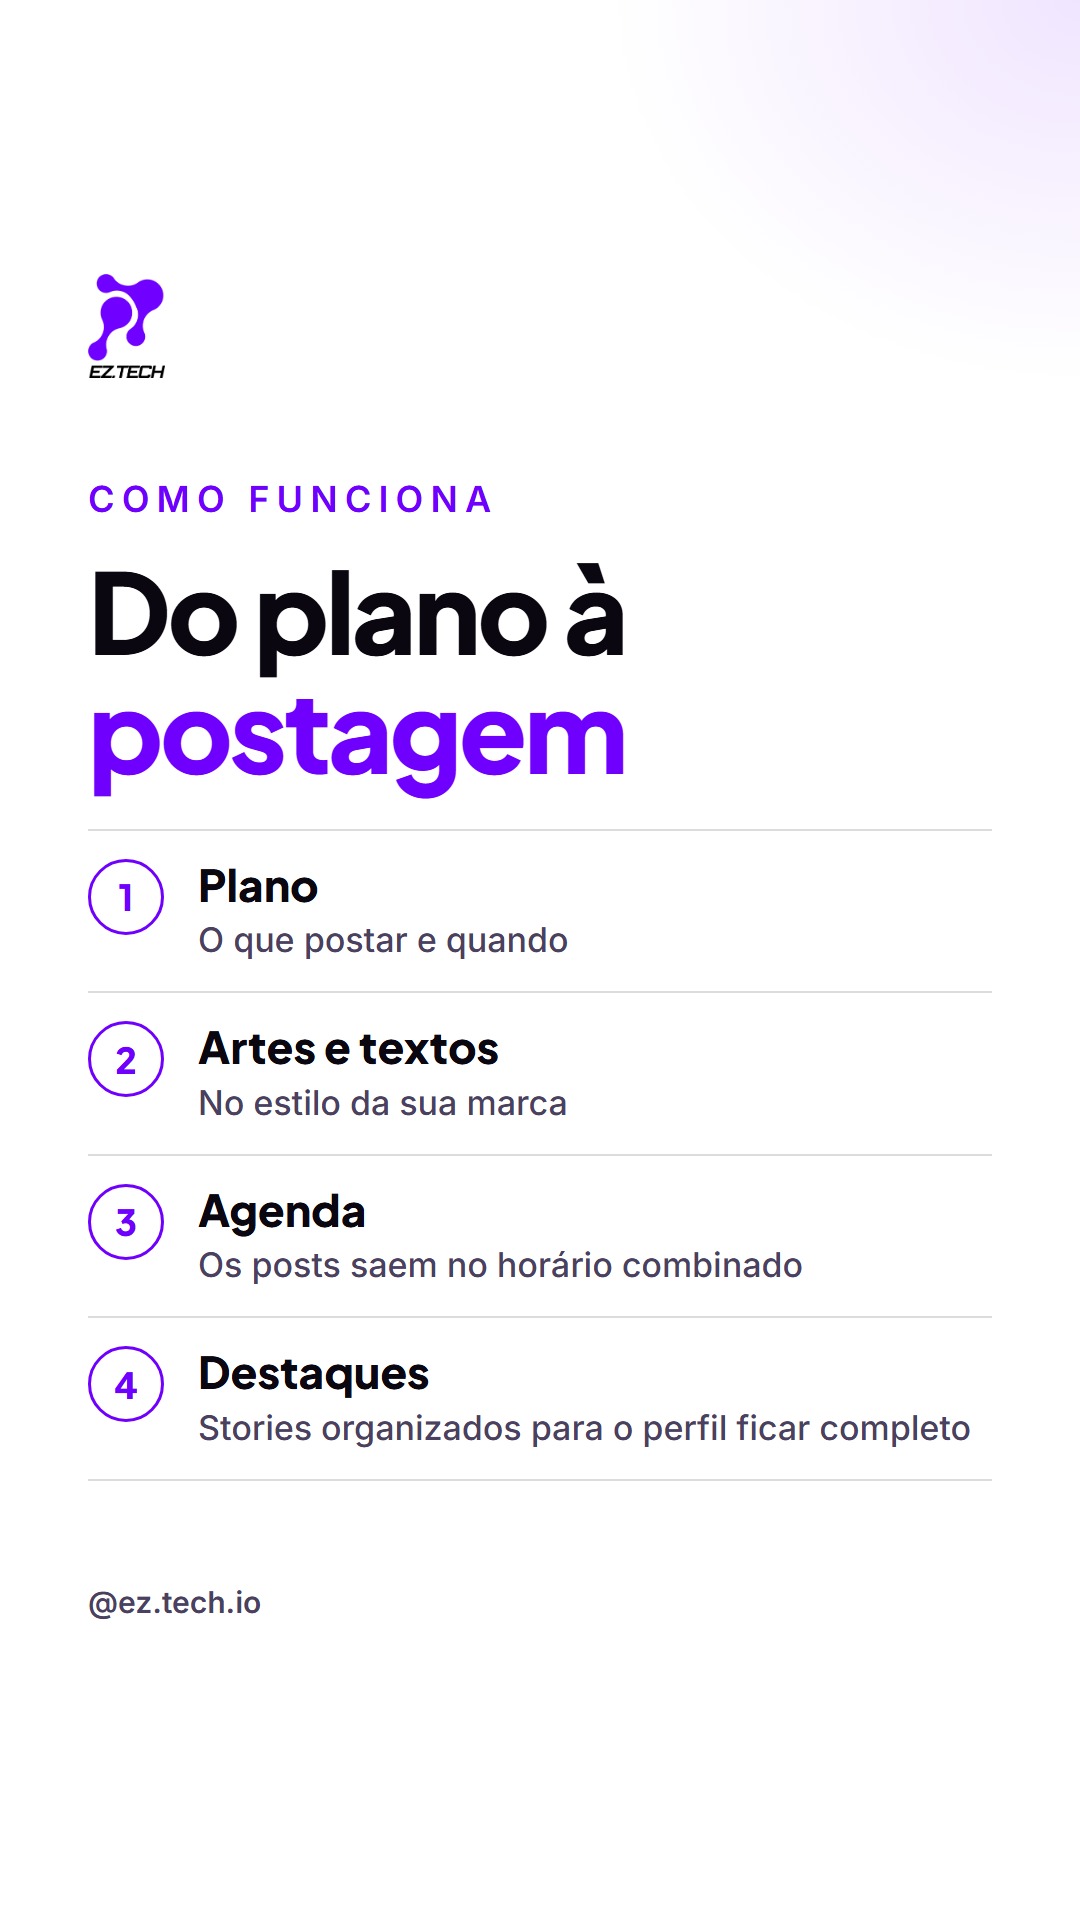 EZ.TECH
COMO FUNCIONA
Do plano à
postagem
1
Plano
O que postar e quando
2
Artes e textos
No estilo da sua marca
3
Agenda
Os posts saem no horário combinado
4
Destaques
Stories organizados para o perfil ficar completo
@ez.tech.io